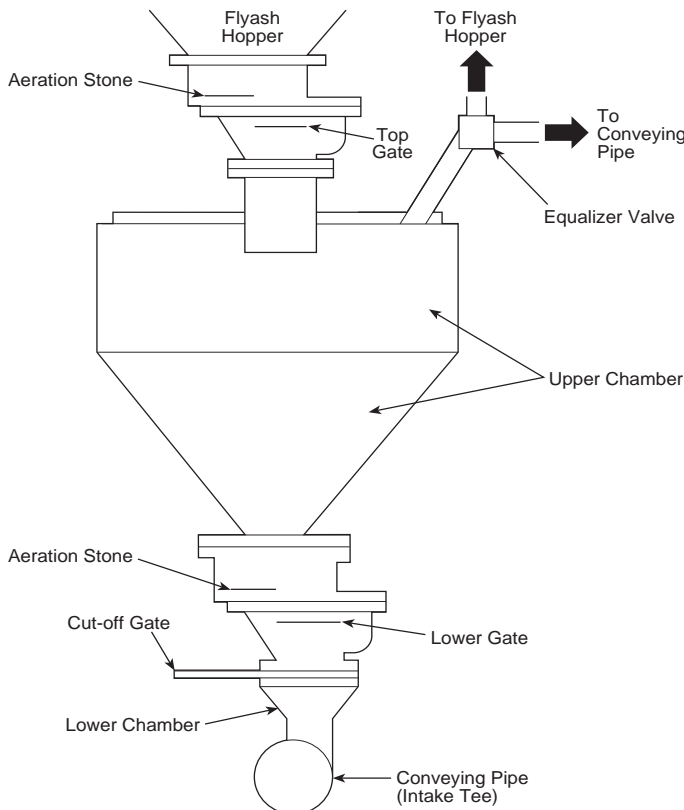 Flyash
Hopper
To Flyash
Hopper
Aeration Stone
Top
Gate
To
Conveying
Pipe
Equalizer Valve
Upper Chamber
Aeration Stone
Cut-off Gate
Lower Gate
Lower Chamber
Conveying Pipe
(Intake Tee)